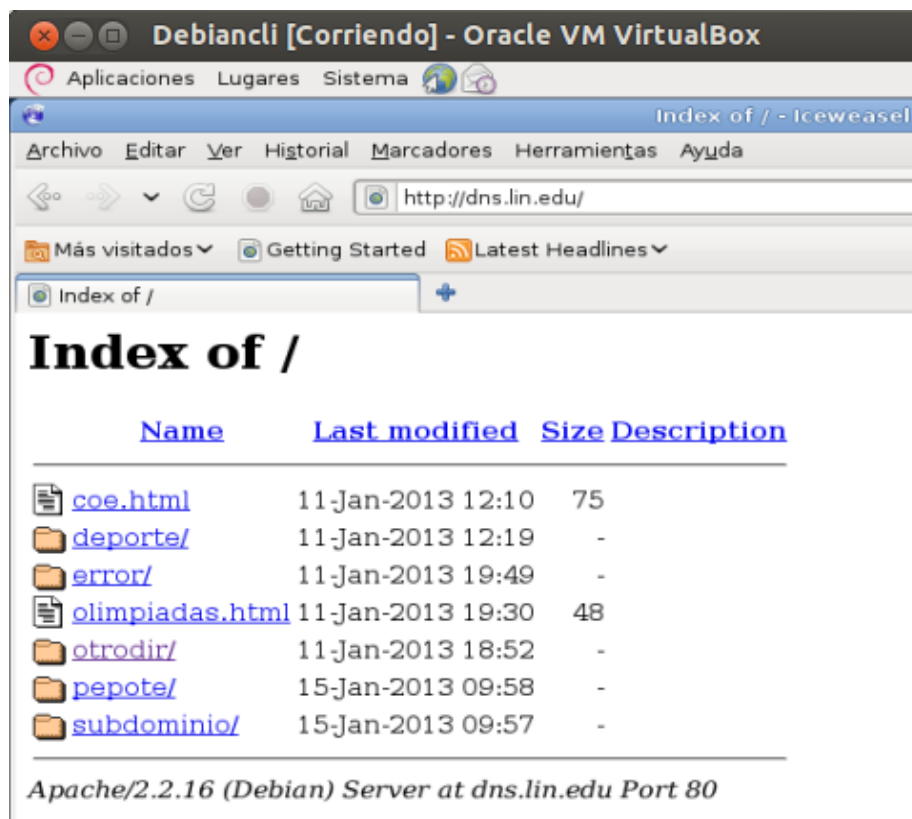 Debiancli [Corriendo] - Oracle VM VirtualBox
Aplicaciones Lugares Sistema
Index of / - Iceweasel
Archivo Editar Ver Historial Marcadores Herramientas Ayuda
http://dns.lin.edu/
Más visitados Getting Started Latest Headlines
Index of /
Index of /
Name Last modified Size Description
coe.html 11-Jan-2013 12:10 75
deporte/ 11-Jan-2013 12:19 -
error/ 11-Jan-2013 19:49 -
olimpiadas.html 11-Jan-2013 19:30 48
otrodir/ 11-Jan-2013 18:52 -
pepote/ 15-Jan-2013 09:58 -
subdominio/ 15-Jan-2013 09:57 -
Apache/2.2.16 (Debian) Server at dns.lin.edu Port 80